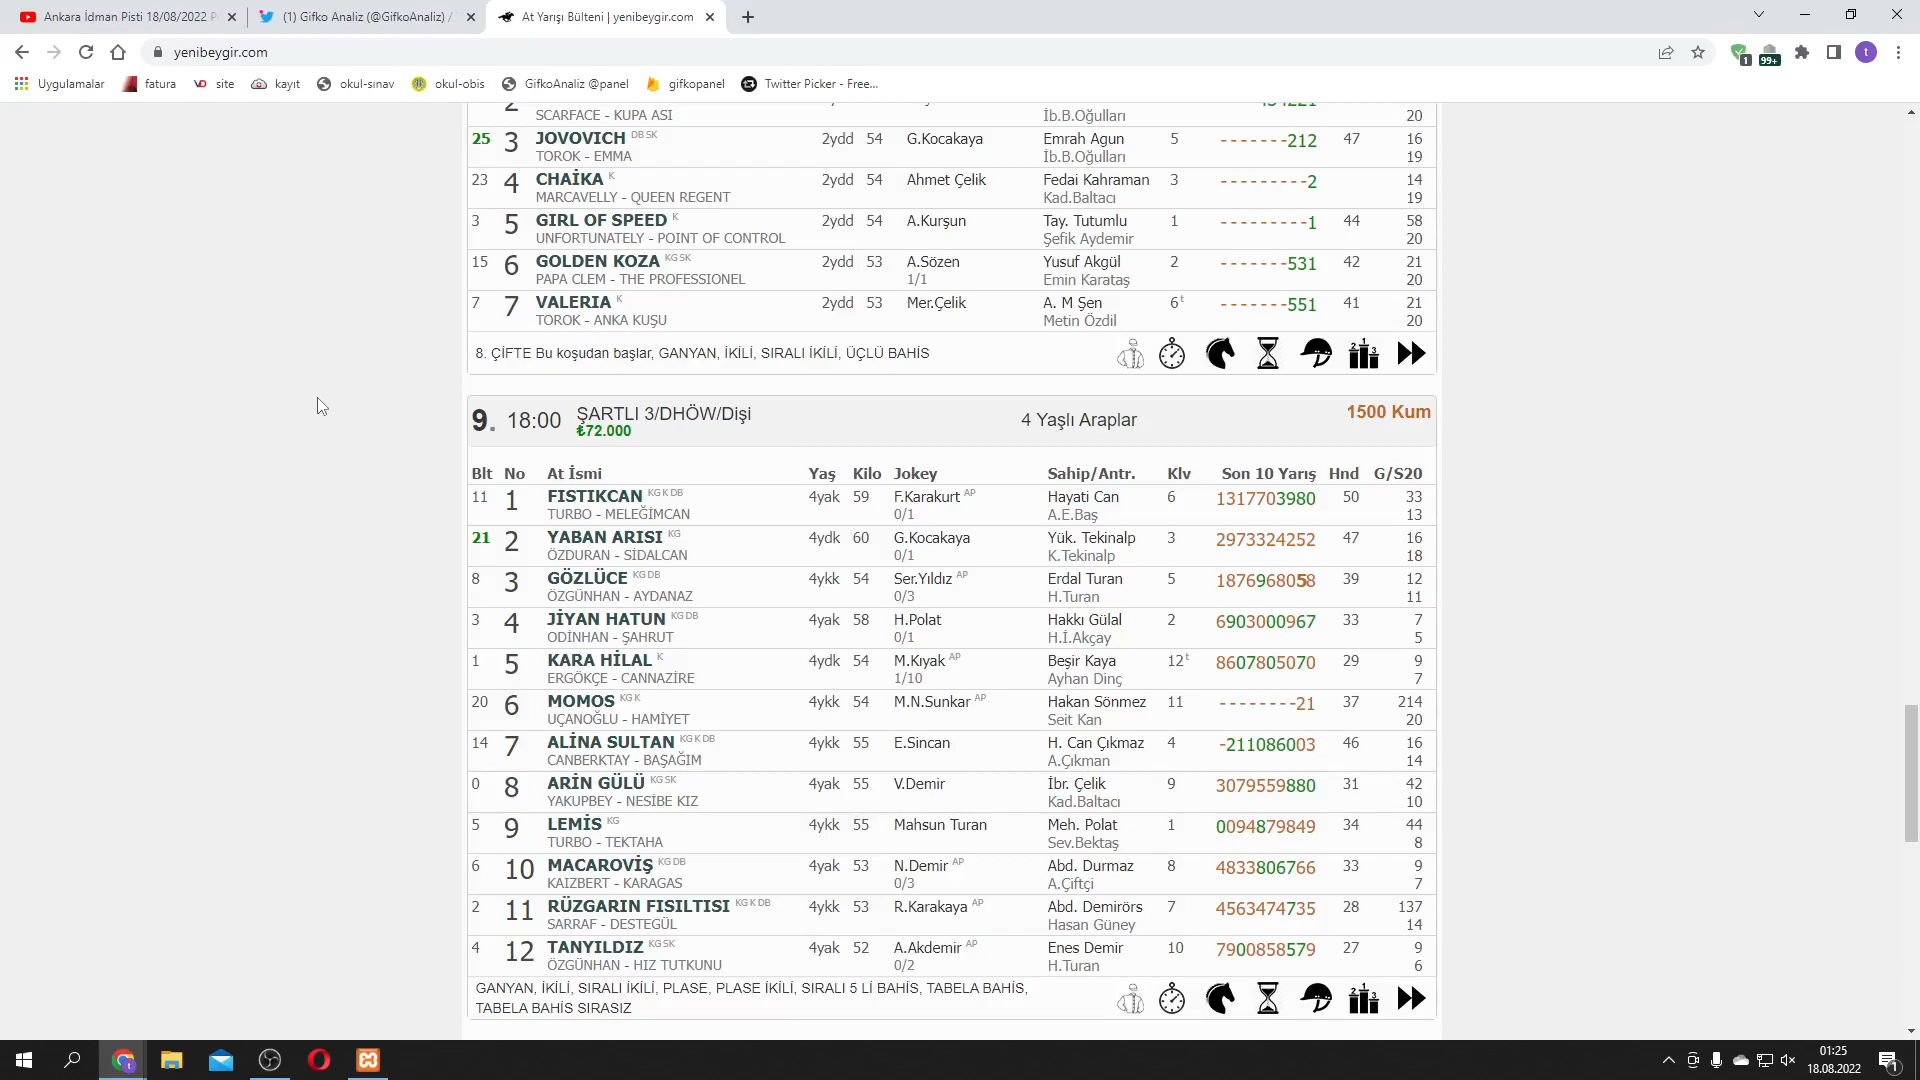 Ankara İdman Pisti 18/08/2022 P
(1) Gifko Analiz (@GifkoAnaliz) /
At Yarışı Bülteni | yenibeygir.com
yenibeygir.com
1
99+
t
Uygulamalar
fatura
VD site
kayıt
okul-sınav
okul-obis
GifkoAnaliz @panel
gifkopanel
Twitter Picker - Free...
2
SCARFACE - KUPA ASI İb.B.Oğulları 20
25 3 JOVOVICH DB SK 2ydd 54 G.Kocakaya Emrah Agun 5 -------212 47 16
TOROK - EMMA İb.B.Oğulları 19
23 4 CHAİKA K 2ydd 54 Ahmet Çelik Fedai Kahraman 3 ---------2 14
MARCAVELLY - QUEEN REGENT Kad.Baltacı 19
3 5 GIRL OF SPEED K 2ydd 54 A.Kurşun Tay. Tutumlu 1 ---------1 44 58
UNFORTUNATELY - POINT OF CONTROL Şefik Aydemir 20
15 6 GOLDEN KOZA KG SK 2ydd 53 A.Sözen Yusuf Akgül 2 -------531 42 21
PAPA CLEM - THE PROFESSIONEL 1/1 Emin Karataş 20
7 7 VALERIA K 2ydd 53 Mer.Çelik A. M Şen 6t -------551 41 21
TOROK - ANKA KUŞU Metin Özdil 20
8. ÇİFTE Bu koşudan başlar, GANYAN, İKİLİ, SIRALI İKİLİ, ÜÇLÜ BAHİS
9. 18:00 ŞARTLI 3/DHÖW/Dişi 4 Yaşlı Araplar 1500 Kum
₺72.000
Blt No At İsmi Yaş Kilo Jokey Sahip/Antr. Klv Son 10 Yarış Hnd G/S20
11 1 FISTIKCAN KG K DB 4yak 59 F.Karakurt AP Hayati Can 6 1317703980 50 33
TURBO - MELEĞİMCAN 0/1 A.E.Baş 13
21 2 YABAN ARISI KG 4ydk 60 G.Kocakaya Yük. Tekinalp 3 2973324252 47 16
ÖZDURAN - SİDALCAN 0/1 K.Tekinalp 18
8 3 GÖZLÜCE KG DB 4ykk 54 Ser.Yıldız AP Erdal Turan 5 1876968058 39 12
ÖZGÜNHAN - AYDANAZ 0/3 H.Turan 11
3 4 JİYAN HATUN KG DB 4yak 58 H.Polat Hakkı Gülal 2 6903000967 33 7
ODİNHAN - ŞAHRUT 0/1 H.İ.Akçay 5
1 5 KARA HİLAL K 4ydk 54 M.Kıyak AP Beşir Kaya 12t 8607805070 29 9
ERGÖKÇE - CANNAZİRE 1/10 Ayhan Dinç 7
20 6 MOMOS KG K 4ykk 54 M.N.Sunkar AP Hakan Sönmez 11 --------21 37 214
UÇANOĞLU - HAMİYET Seit Kan 20
14 7 ALİNA SULTAN KG K DB 4ykk 55 E.Sincan H. Can Çıkmaz 4 -211086003 46 16
CANBERKTAY - BAŞAĞIM A.Çıkman 14
0 8 ARİN GÜLÜ KG SK 4yak 55 V.Demir İbr. Çelik 9 3079559880 31 42
YAKUPBEY - NESİBE KIZ Kad.Baltacı 10
5 9 LEMİS KG 4ykk 55 Mahsun Turan Meh. Polat 1 0094879849 34 44
TURBO - TEKTAHA Sev.Bektaş 8
6 10 MACAROVİŞ KG DB 4yak 53 N.Demir AP Abd. Durmaz 8 4833806766 33 9
KAIZBERT - KARAGAS 0/3 A.Çiftçi 7
2 11 RÜZGARIN FISILTISI KG K DB 4ykk 53 R.Karakaya AP Abd. Demirörs 7 4563474735 28 137
SARRAF - DESTEGÜL Hasan Güney 14
4 12 TANYILDIZ KG SK 4yak 52 A.Akdemir AP Enes Demir 10 7900858579 27 9
ÖZGÜNHAN - HIZ TUTKUNU 0/2 H.Turan 6
GANYAN, İKİLİ, SIRALI İKİLİ, PLASE, PLASE İKİLİ, SIRALI 5 Lİ BAHİS, TABELA BAHİS,
TABELA BAHİS SIRASIZ
01:25
18.08.2022
1